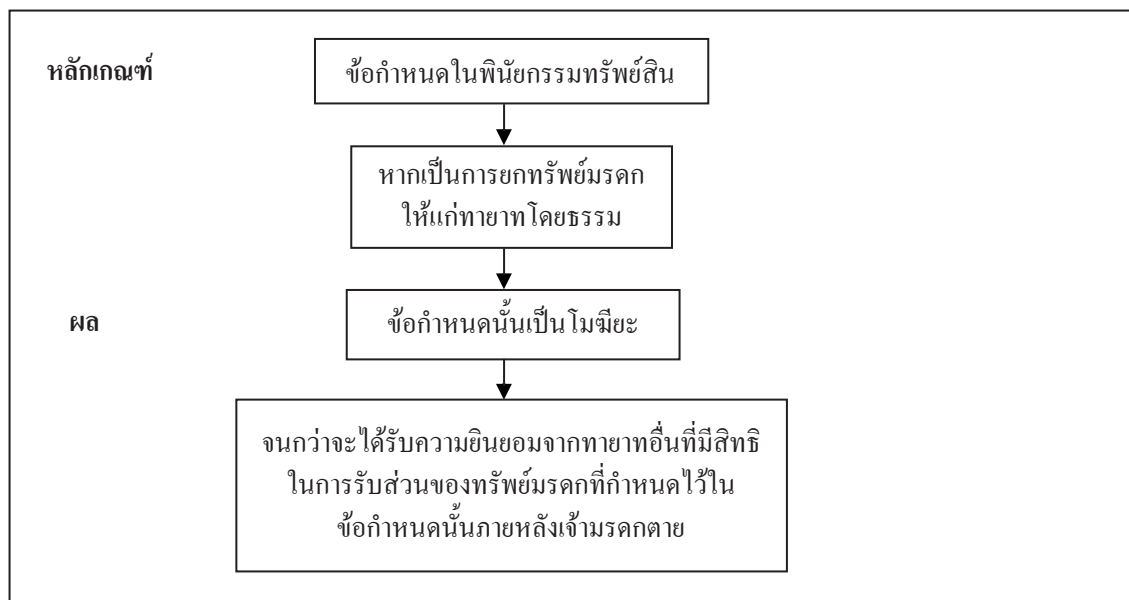 หลักเกณฑ์
ข้อกำหนดในพินัยกรรมทรัพย์สิน
หากเป็นการยกทรัพย์มรดก
ให้แก่ทายาทโดยธรรม
ผล
ข้อกำหนดนั้นเป็นโมฆียะ
จนกว่าจะได้รับความยินยอมจากทายาทอื่นที่มีสิทธิ
ในการรับส่วนของทรัพย์มรดกที่กำหนดไว้ใน
ข้อกำหนดนั้นภายหลังเจ้ามรดกตาย